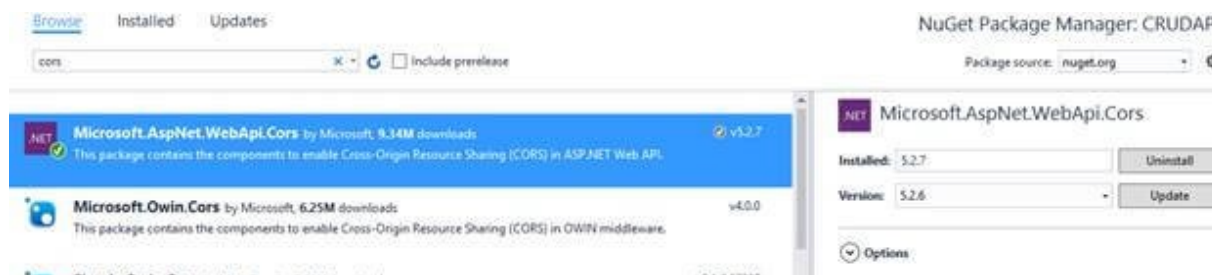 Browse Installed Updates
NuGet Package Manager: CRUDAP
cors
Include prerelease
Package source: nuget.org
.NET
Microsoft.AspNet.WebApi.Cors by Microsoft, 9.34M downloads v5.2.7
This package contains the components to enable Cross-Origin Resource Sharing (CORS) in ASP.NET Web API.
Microsoft.Owin.Cors by Microsoft, 6.25M downloads v4.0.0
This package contains the components to enable Cross-Origin Resource Sharing (CORS) in OWIN middleware.
.NET Microsoft.AspNet.WebApi.Cors
Installed: 5.2.7 Uninstall
Version: 5.2.6 Update
Options